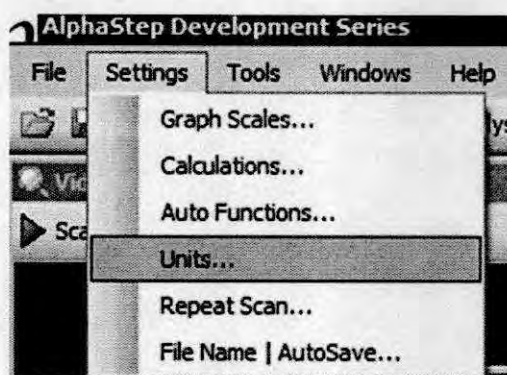 AlphaStep Development Series
File Settings Tools Windows Help
Graph Scales...
Calculations...
Auto Functions...
Units...
Repeat Scan...
File Name | AutoSave...